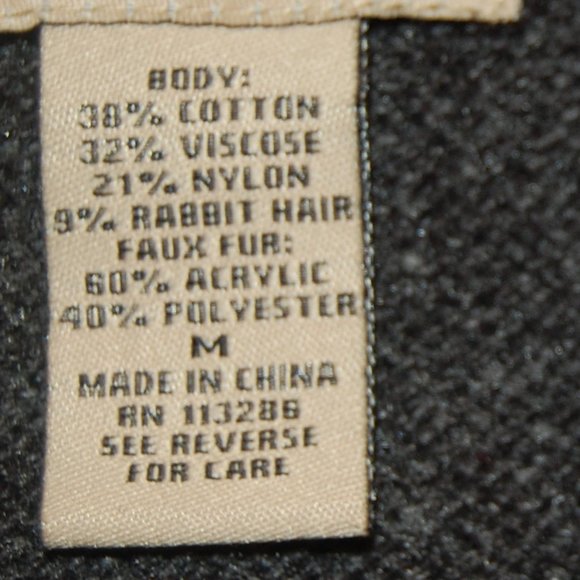 BODY:
38% COTTON
32% VISCOSE
21% NYLON
9% RABBIT HAIR
FAUX FUR:
60% ACRYLIC
40% POLYESTER
M
MADE IN CHINA
RN 113286
SEE REVERSE
FOR CARE